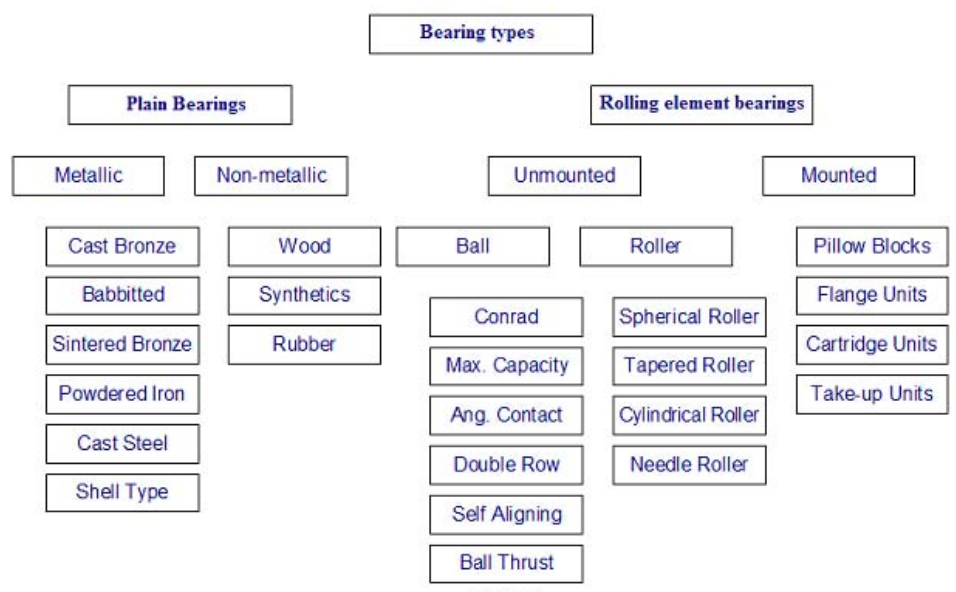 Bearing types
Plain Bearings
Rolling element bearings
Metallic
Non-metallic
Unmounted
Mounted
Cast Bronze
Wood
Ball
Roller
Pillow Blocks
Babbitted
Synthetics
Flange Units
Conrad
Spherical Roller
Sintered Bronze
Rubber
Cartridge Units
Max. Capacity
Tapered Roller
Powdered Iron
Take-up Units
Ang. Contact
Cylindrical Roller
Cast Steel
Double Row
Needle Roller
Shell Type
Self Aligning
Ball Thrust